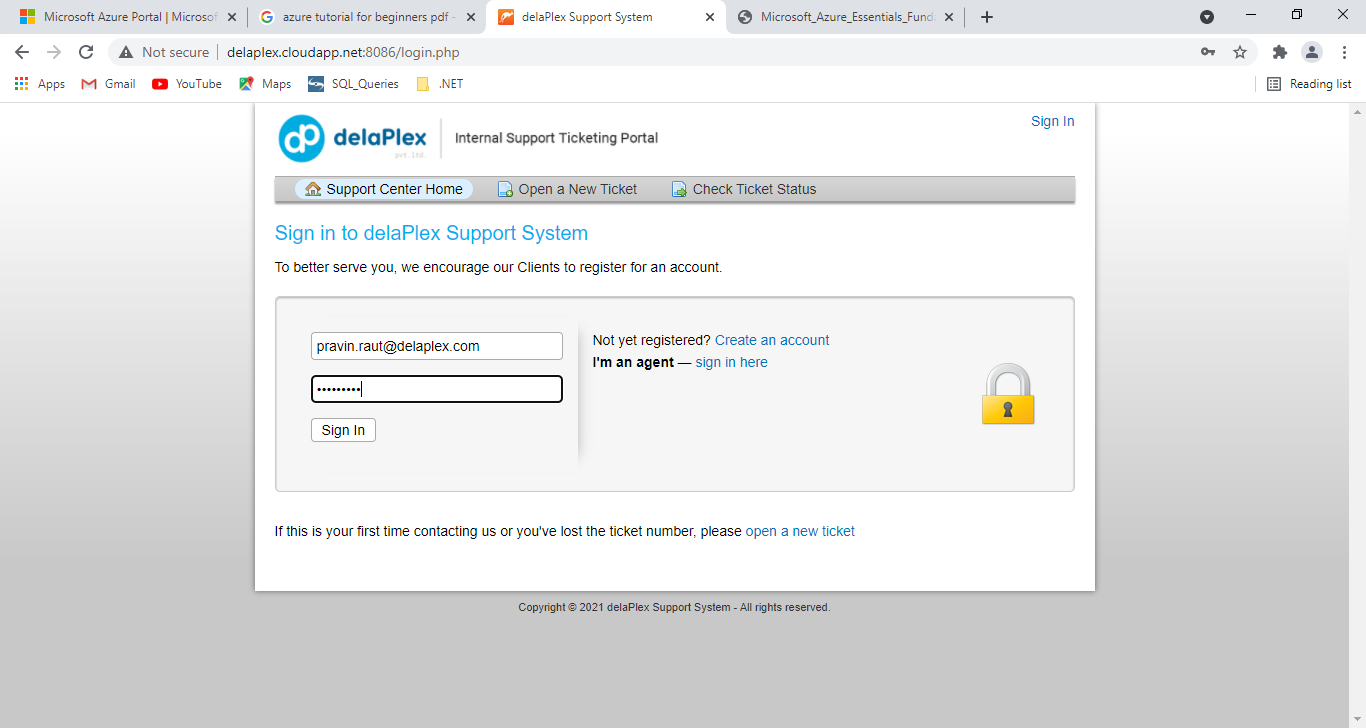 Microsoft Azure Portal | Microsof
azure tutorial for beginners pdf -
delaPlex Support System
Microsoft_Azure_Essentials_Fund
Not secure
delaplex.cloudapp.net:8086/login.php
Apps
Gmail
YouTube
Maps
SQL_Queries
.NET
Reading list
dp delaPlex
pvt.ltd.
Internal Support Ticketing Portal
Sign In
Support Center Home
Open a New Ticket
Check Ticket Status
Sign in to delaPlex Support System
To better serve you, we encourage our Clients to register for an account.
pravin.raut@delaplex.com
•••••••••
Sign In
Not yet registered? Create an account
I'm an agent — sign in here
If this is your first time contacting us or you've lost the ticket number, please open a new ticket
Copyright © 2021 delaPlex Support System - All rights reserved.